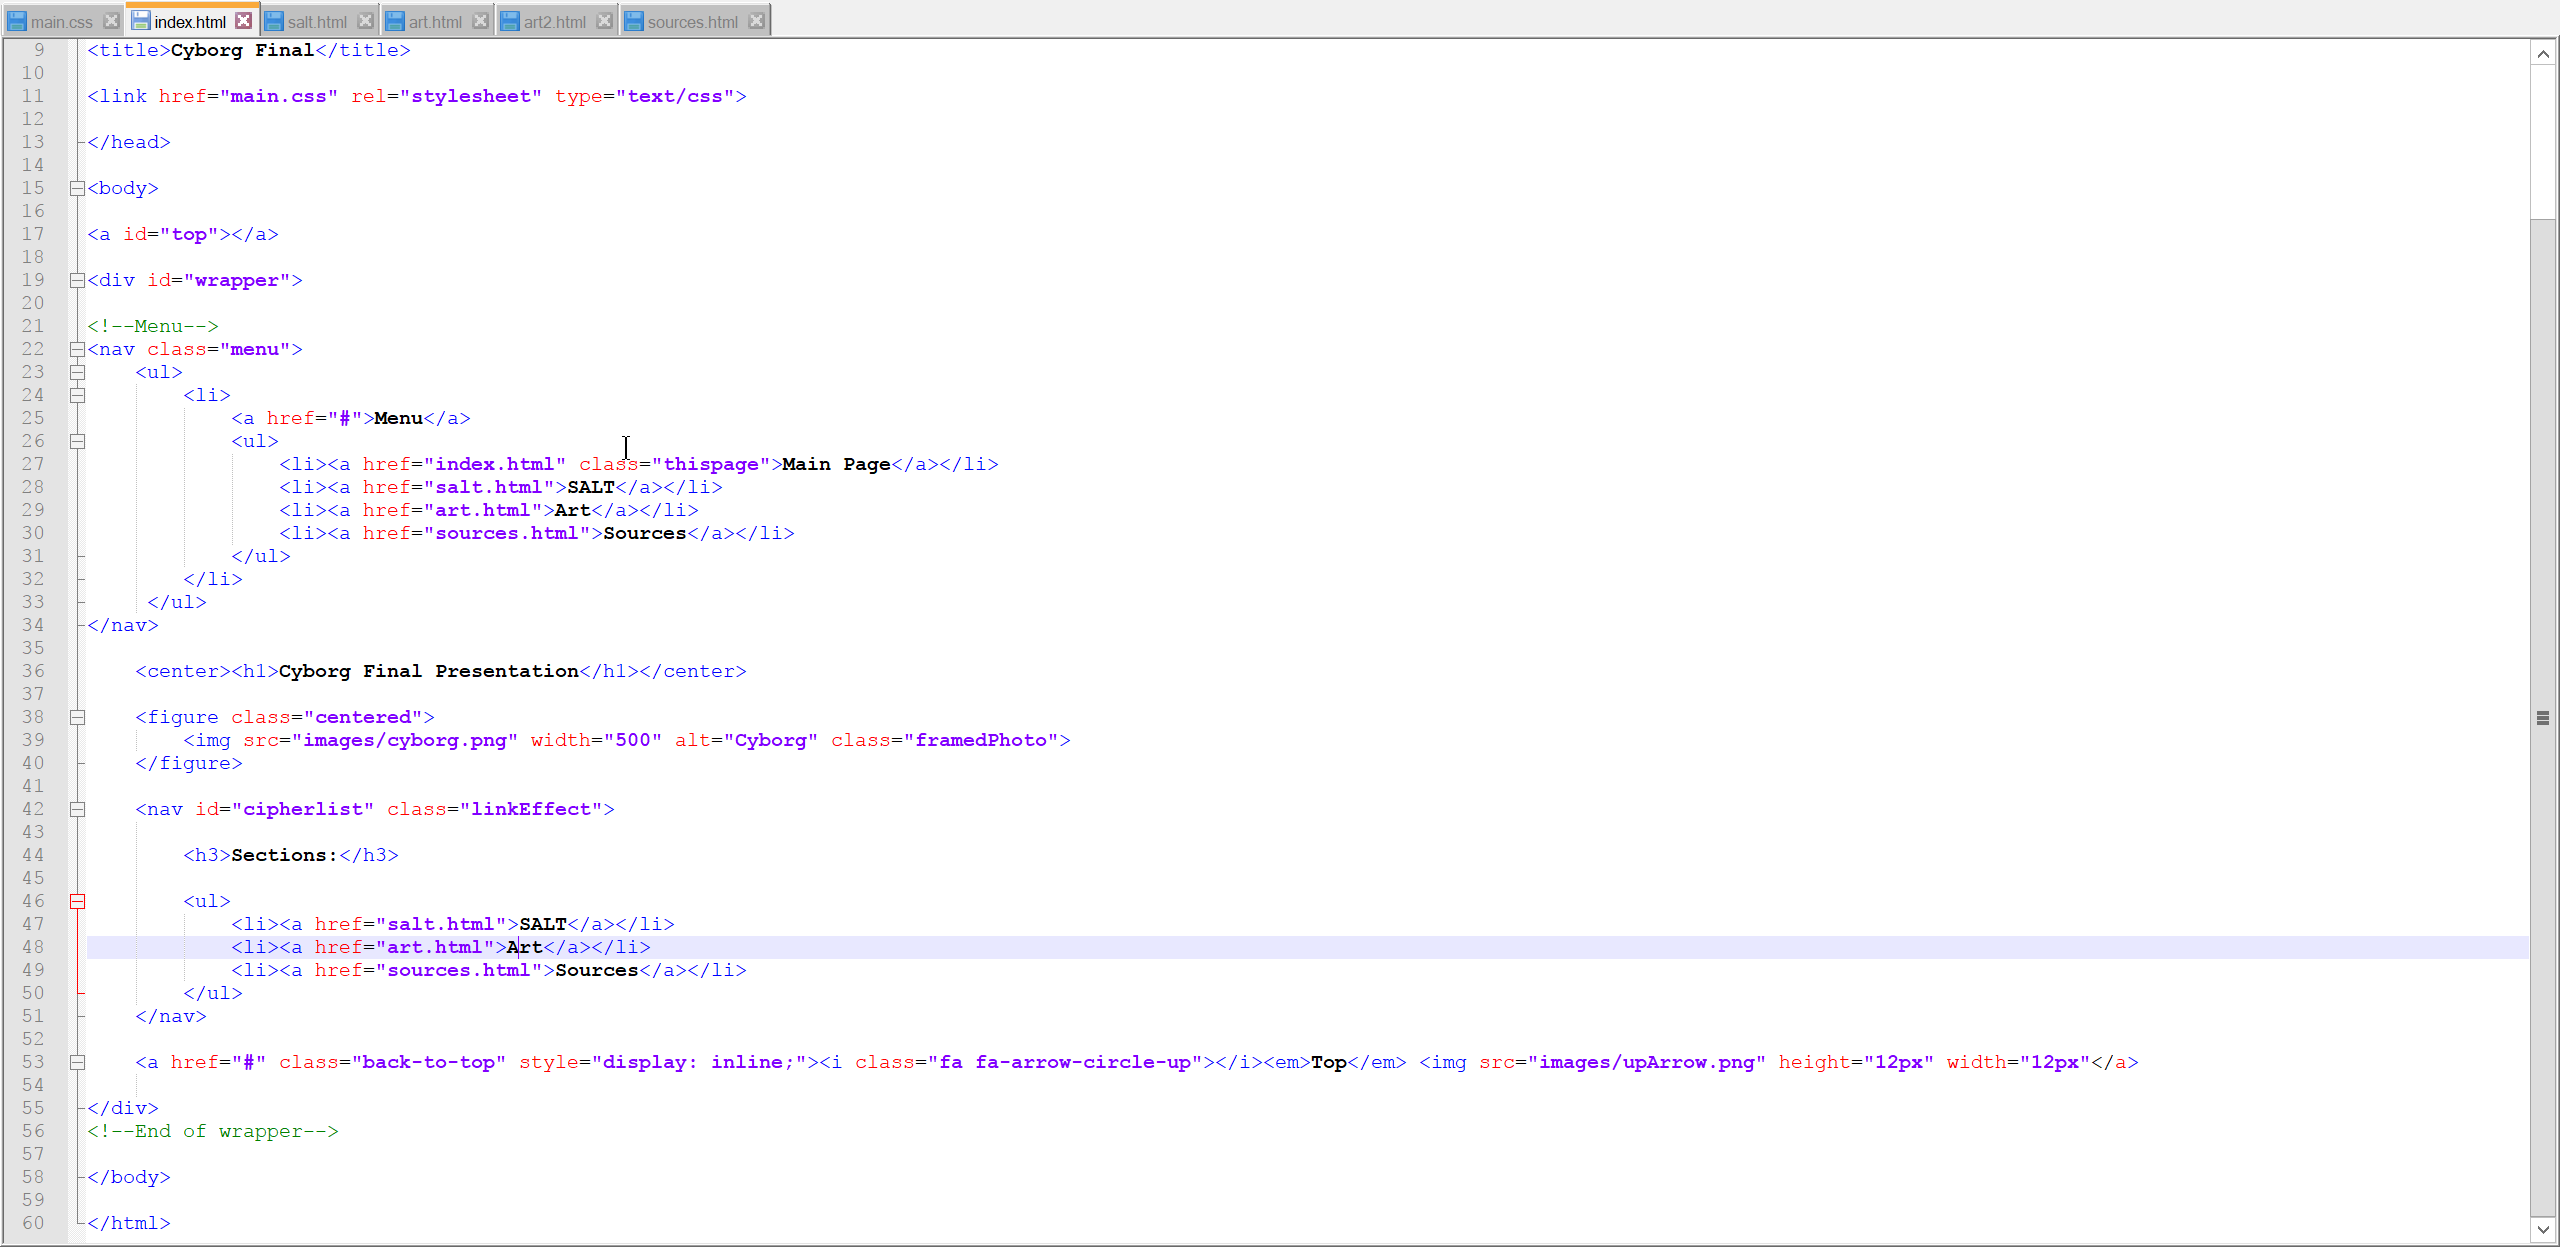 main.css index.html salt.html art.html art2.html sources.html
9 <title>Cyborg Final</title>
10
11 <link href="main.css" rel="stylesheet" type="text/css">
12
13 </head>
14
15 <body>
16
17 <a id="top"></a>
18
19 <div id="wrapper">
20
21 <!--Menu-->
22 <nav class="menu">
23 <ul>
24 <li>
25 <a href="#">Menu</a>
26 <ul>
27 <li><a href="index.html" class="thispage">Main Page</a></li>
28 <li><a href="salt.html">SALT</a></li>
29 <li><a href="art.html">Art</a></li>
30 <li><a href="sources.html">Sources</a></li>
31 </ul>
32 </li>
33 </ul>
34 </nav>
35
36 <center><h1>Cyborg Final Presentation</h1></center>
37
38 <figure class="centered">
39 <img src="images/cyborg.png" width="500" alt="Cyborg" class="framedPhoto">
40 </figure>
41
42 <nav id="cipherlist" class="linkEffect">
43
44 <h3>Sections:</h3>
45
46 <ul>
47 <li><a href="salt.html">SALT</a></li>
48 <li><a href="art.html">Art</a></li>
49 <li><a href="sources.html">Sources</a></li>
50 </ul>
51 </nav>
52
53 <a href="#" class="back-to-top" style="display: inline;"><i class="fa fa-arrow-circle-up"></i><em>Top</em> <img src="images/upArrow.png" height="12px" width="12px"</a>
54
55 </div>
56 <!--End of wrapper-->
57
58 </body>
59
60 </html>